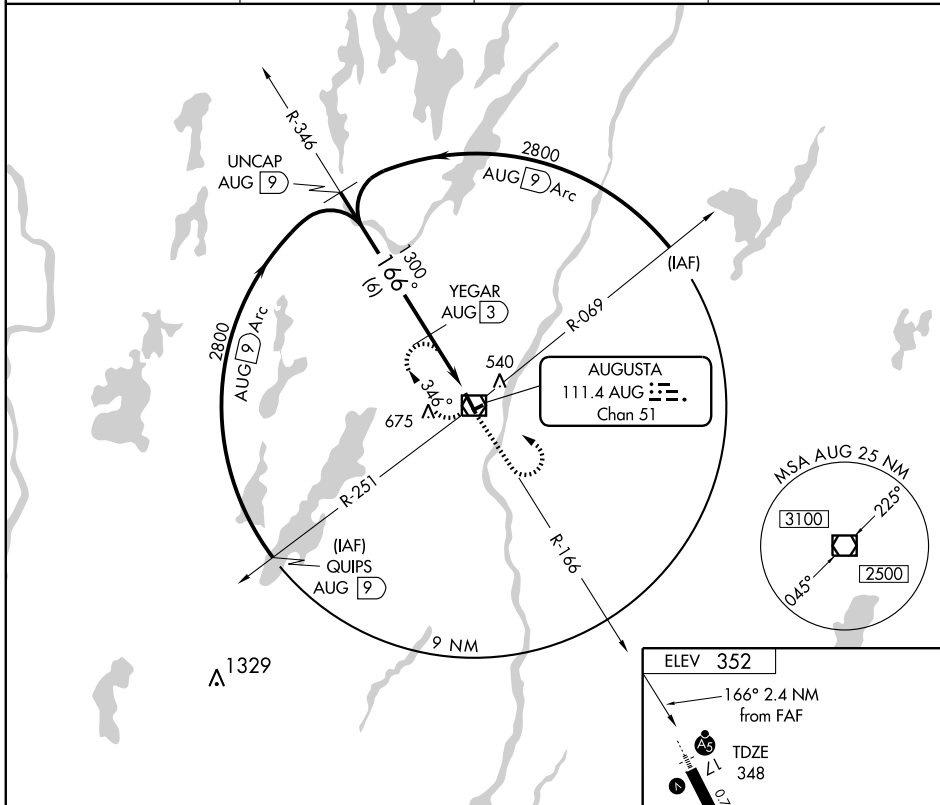 R-346
UNCAP
AUG 9
2800
AUG 9 Arc
(IAF)
1300
166°
(6)
YEGAR
AUG 3
R-069
2800
AUG 9 Arc
346°
540
675
AUGUSTA
111.4 AUG
Chan 51
R-251
(IAF)
QUIPS
AUG 9
R-166
MSA AUG 25 NM
3100
225°
045°
2500
9 NM
1329
ELEV 352
166° 2.4 NM
from FAF
A5
17
TDZE
348
V